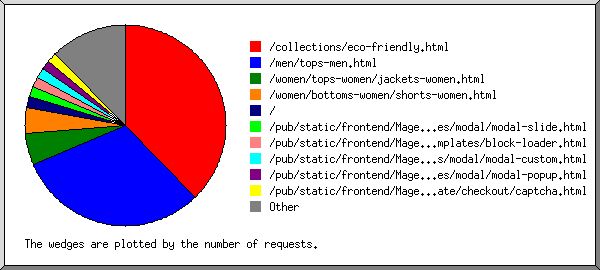 /collections/eco-friendly.html
/men/tops-men.html
/women/tops-women/jackets-women.html
/women/bottoms-women/shorts-women.html
/
/pub/static/frontend/Mage...es/modal/modal-slide.html
/pub/static/frontend/Mage...mplates/block-loader.html
/pub/static/frontend/Mage...s/modal/modal-custom.html
/pub/static/frontend/Mage...es/modal/modal-popup.html
/pub/static/frontend/Mage...ate/checkout/captcha.html
Other
The wedges are plotted by the number of requests.